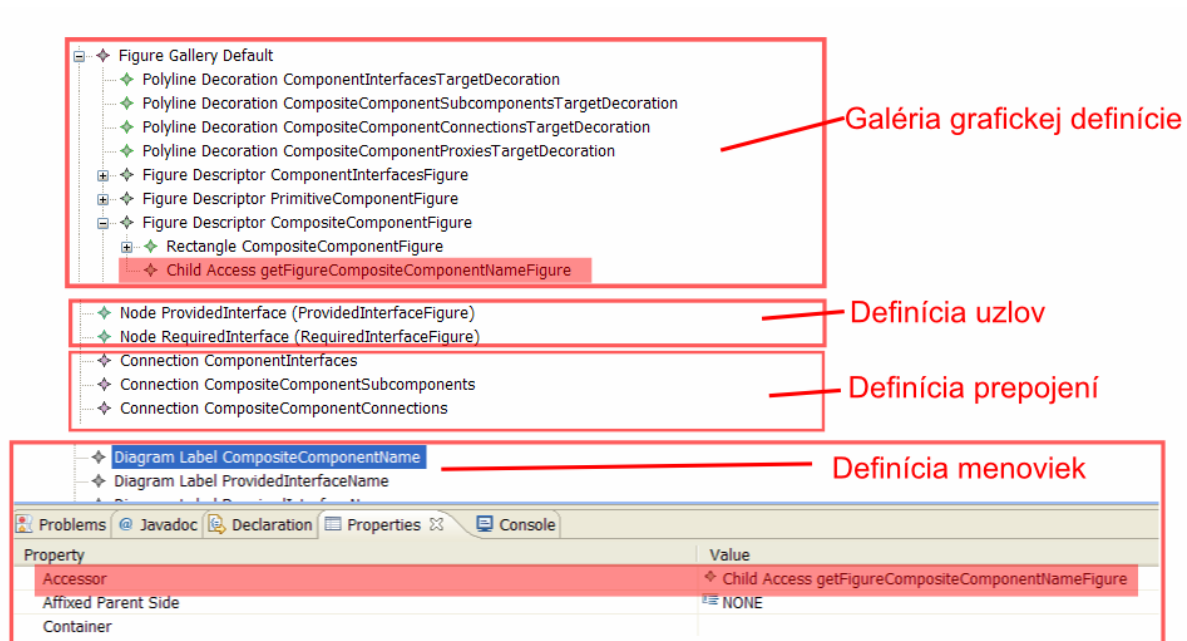 Figure Gallery Default
Polyline Decoration ComponentInterfacesTargetDecoration
Polyline Decoration CompositeComponentSubcomponentsTargetDecoration
Polyline Decoration CompositeComponentConnectionsTargetDecoration
Polyline Decoration CompositeComponentProxiesTargetDecoration
Figure Descriptor ComponentInterfacesFigure
Figure Descriptor PrimitiveComponentFigure
Figure Descriptor CompositeComponentFigure
Rectangle CompositeComponentFigure
Child Access getFigureCompositeComponentNameFigure
Galéria grafickej definície
Node ProvidedInterface (ProvidedInterfaceFigure)
Node RequiredInterface (RequiredInterfaceFigure)
Definícia uzlov
Connection ComponentInterfaces
Connection CompositeComponentSubcomponents
Connection CompositeComponentConnections
Definícia prepojení
Diagram Label CompositeComponentName
Diagram Label ProvidedInterfaceName
Definícia menoviek
Problems @ Javadoc Declaration Properties Console
Property Value
Accessor Child Access getFigureCompositeComponentNameFigure
Affixed Parent Side NONE
Container